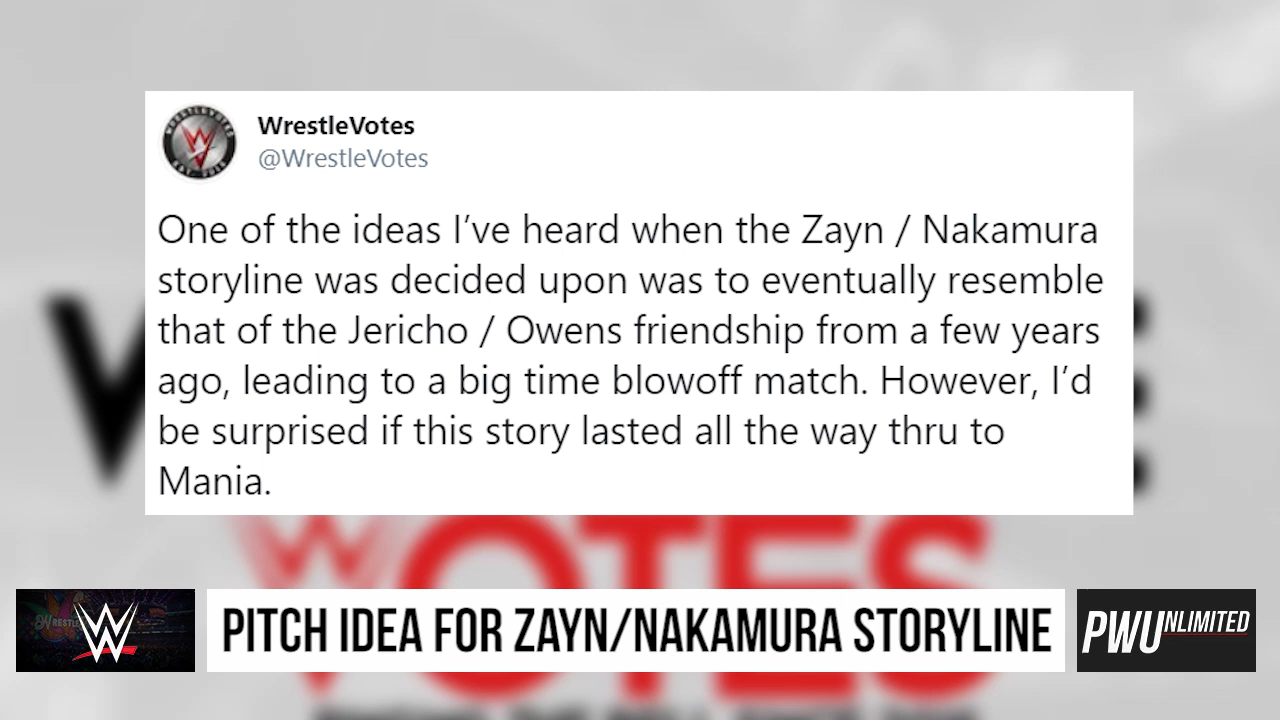 WrestleVotes
@WrestleVotes
One of the ideas I’ve heard when the Zayn / Nakamura
storyline was decided upon was to eventually resemble
that of the Jericho / Owens friendship from a few years
ago, leading to a big time blowoff match. However, I’d
be surprised if this story lasted all the way thru to
Mania.
VOTES
PITCH IDEA FOR ZAYN/NAKAMURA STORYLINE
PWUNLIMITED